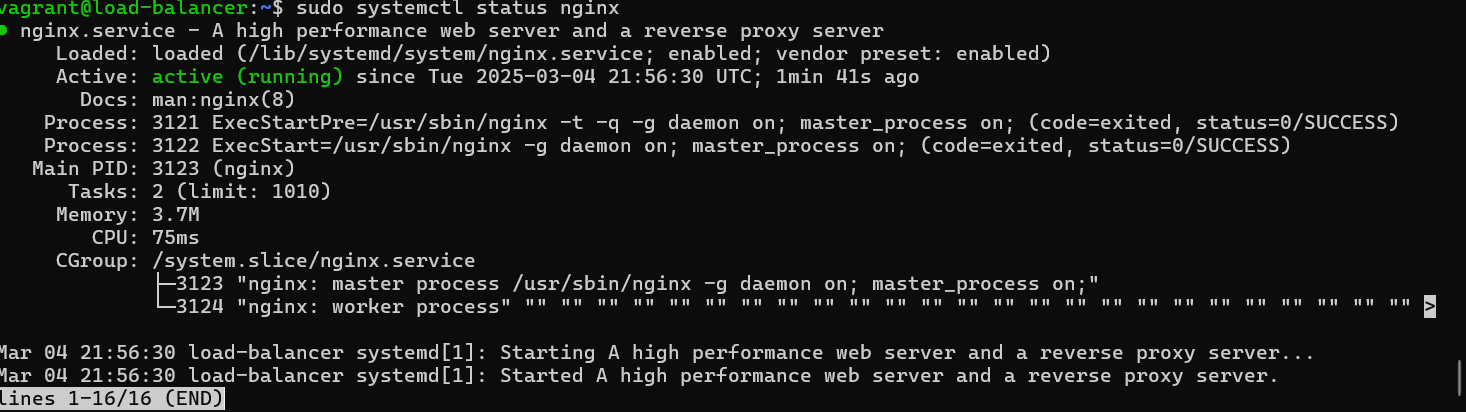 vagrant@load-balancer:~$ sudo systemctl status nginx
● nginx.service - A high performance web server and a reverse proxy server
     Loaded: loaded (/lib/systemd/system/nginx.service; enabled; vendor preset: enabled)
     Active: active (running) since Tue 2025-03-04 21:56:30 UTC; 1min 41s ago
       Docs: man:nginx(8)
    Process: 3121 ExecStartPre=/usr/sbin/nginx -t -q -g daemon on; master_process on; (code=exited, status=0/SUCCESS)
    Process: 3122 ExecStart=/usr/sbin/nginx -g daemon on; master_process on; (code=exited, status=0/SUCCESS)
   Main PID: 3123 (nginx)
      Tasks: 2 (limit: 1010)
     Memory: 3.7M
        CPU: 75ms
     CGroup: /system.slice/nginx.service
             ├─3123 "nginx: master process /usr/sbin/nginx -g daemon on; master_process on;"
             └─3124 "nginx: worker process" "" "" "" "" "" "" "" "" "" "" "" "" "" "" "" "" "" "" "" "" "" "" "" "" "" >

Mar 04 21:56:30 load-balancer systemd[1]: Starting A high performance web server and a reverse proxy server...
Mar 04 21:56:30 load-balancer systemd[1]: Started A high performance web server and a reverse proxy server.
lines 1-16/16 (END)